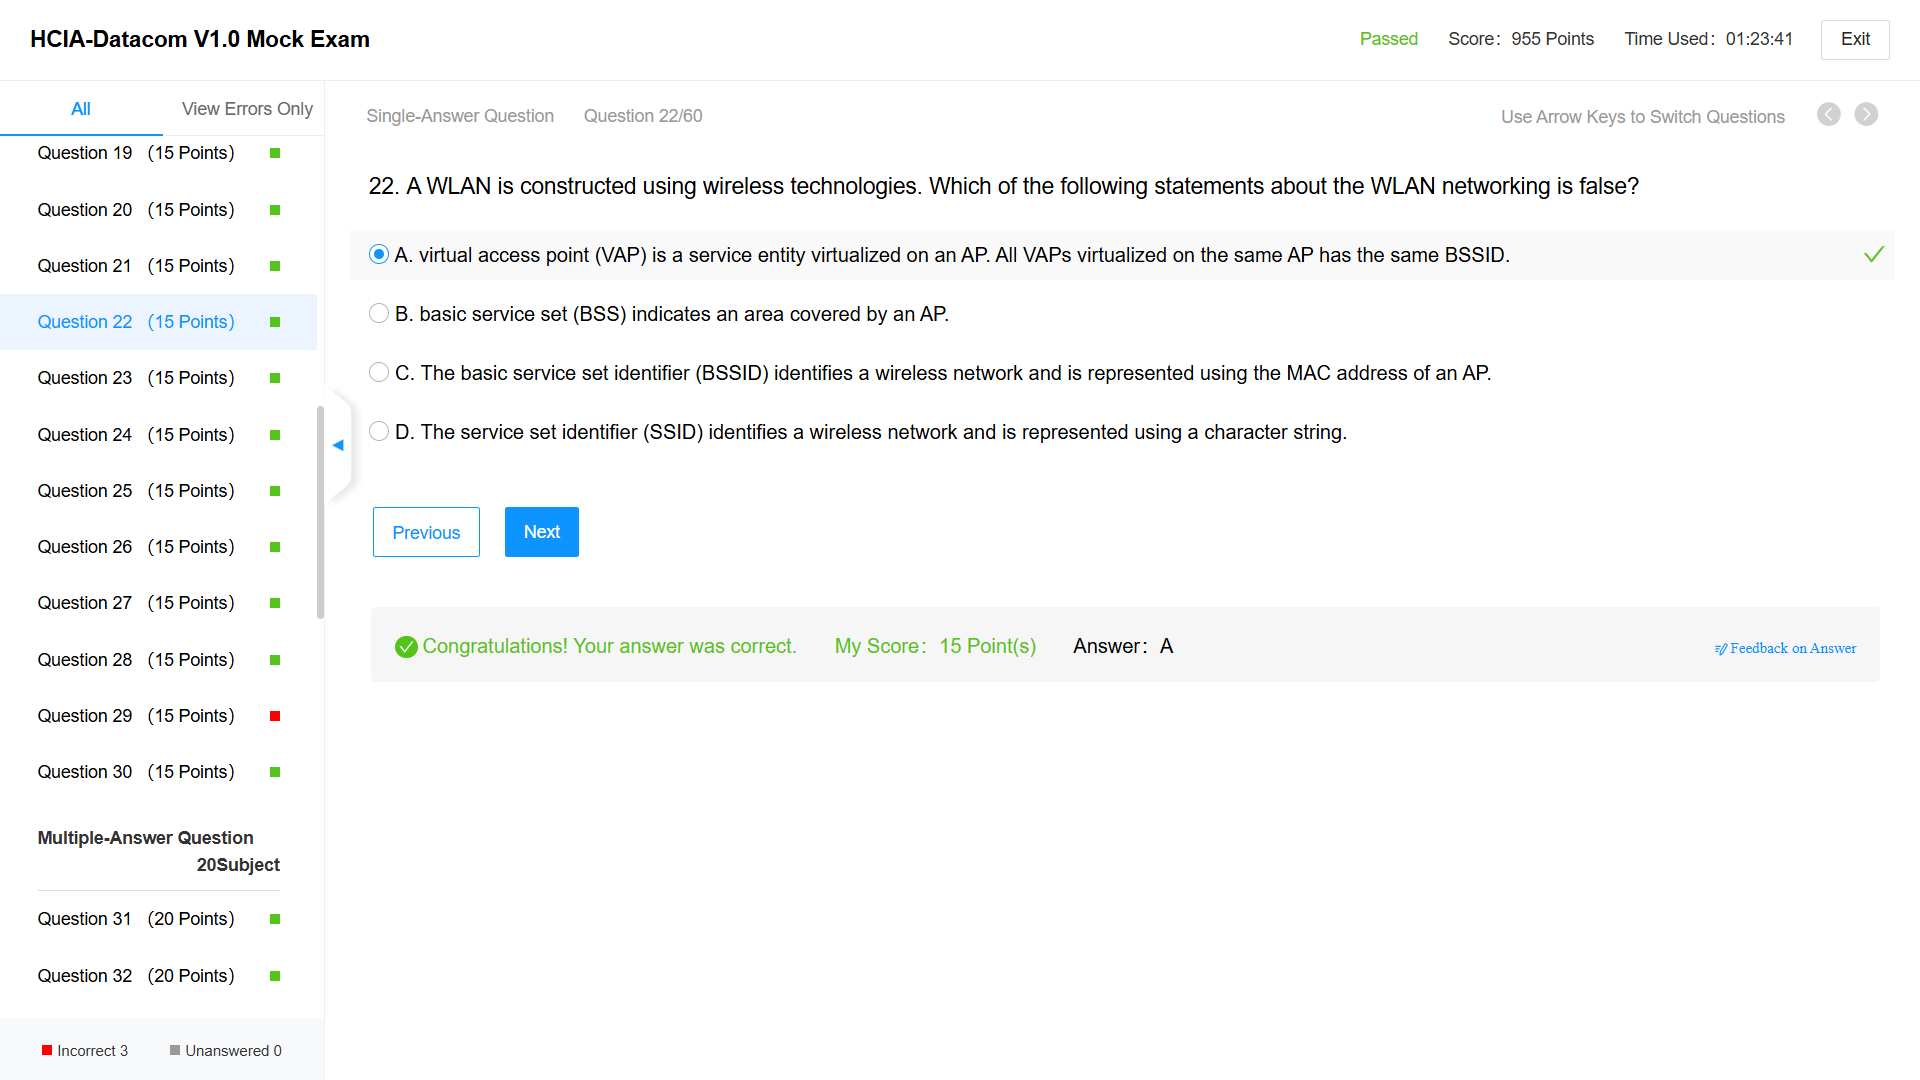 HCIA-Datacom V1.0 Mock Exam
Passed Score: 955 Points Time Used: 01:23:41 Exit
All View Errors Only
Question 19 (15 Points)
Question 20 (15 Points)
Question 21 (15 Points)
Question 22 (15 Points)
Question 23 (15 Points)
Question 24 (15 Points)
Question 25 (15 Points)
Question 26 (15 Points)
Question 27 (15 Points)
Question 28 (15 Points)
Question 29 (15 Points)
Question 30 (15 Points)
Multiple-Answer Question
20Subject
Question 31 (20 Points)
Question 32 (20 Points)
Incorrect 3 Unanswered 0
Single-Answer Question Question 22/60 Use Arrow Keys to Switch Questions
22. A WLAN is constructed using wireless technologies. Which of the following statements about the WLAN networking is false?
A. virtual access point (VAP) is a service entity virtualized on an AP. All VAPs virtualized on the same AP has the same BSSID.
B. basic service set (BSS) indicates an area covered by an AP.
C. The basic service set identifier (BSSID) identifies a wireless network and is represented using the MAC address of an AP.
D. The service set identifier (SSID) identifies a wireless network and is represented using a character string.
Previous Next
Congratulations! Your answer was correct. My Score: 15 Point(s) Answer: A Feedback on Answer